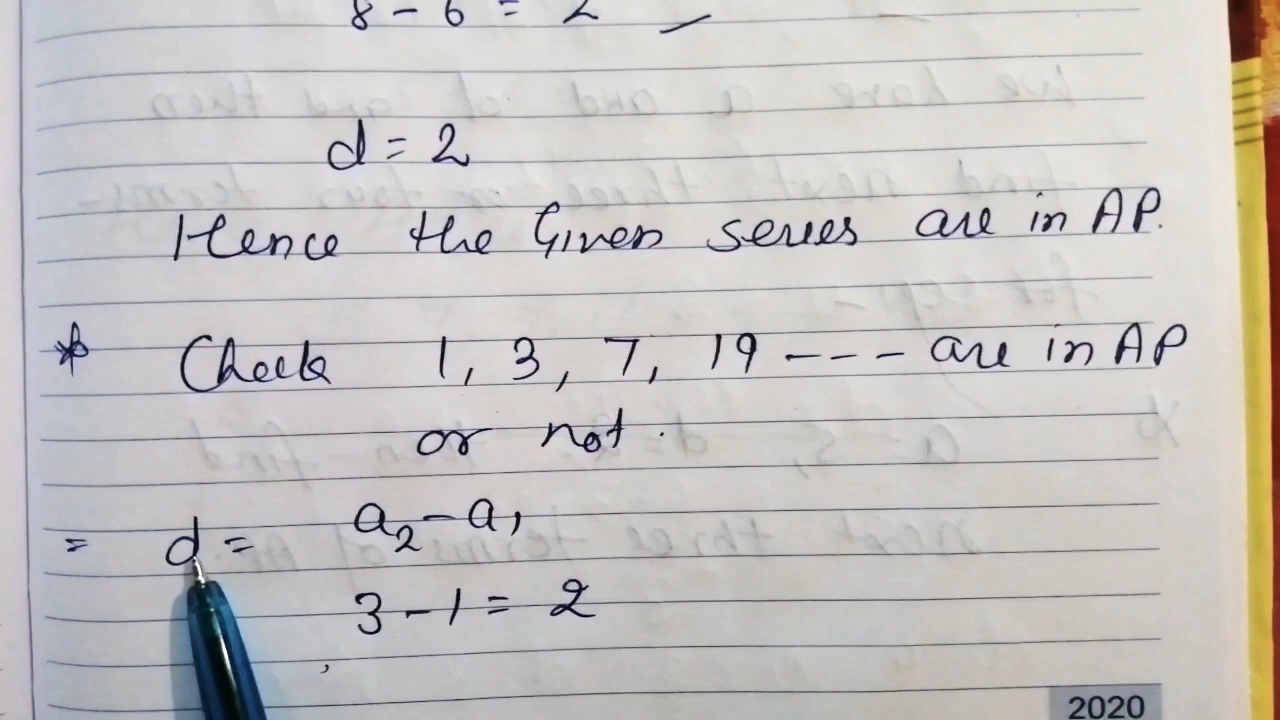 8 - 6 = 2
d = 2
Hence the Given series are in AP.
* Check 1, 3, 7, 19 --- are in AP
or not.
= d = a₂ - a₁
3 - 1 = 2
2020